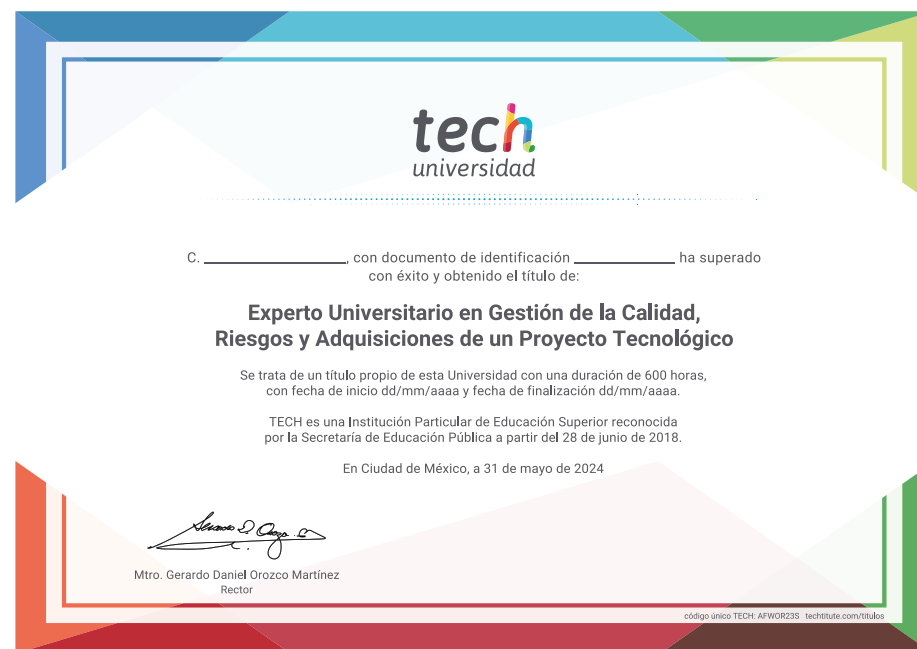 tech
universidad
C. ____________________, con documento de identificación ______________ ha superado
con éxito y obtenido el título de:
Experto Universitario en Gestión de la Calidad,
Riesgos y Adquisiciones de un Proyecto Tecnológico
Se trata de un título propio de esta Universidad con una duración de 600 horas,
con fecha de inicio dd/mm/aaaa y fecha de finalización dd/mm/aaaa.
TECH es una Institución Particular de Educación Superior reconocida
por la Secretaría de Educación Pública a partir del 28 de junio de 2018.
En Ciudad de México, a 31 de mayo de 2024
Mtro. Gerardo Daniel Orozco Martínez
Rector
código único TECH: AFWOR23S techtitute.com/titulos